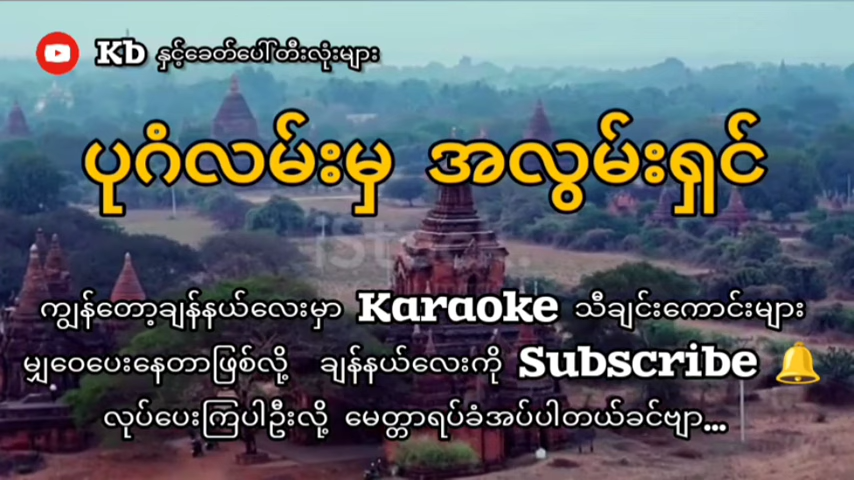 Kb နှင့်ခေတ်ပေါ်တီးလုံးများ
ပုဂံလမ်းမှ အလွမ်းရှင်
iStock
ကျွန်တော့ချန်နယ်လေးမှာ Karaoke သီချင်းကောင်းများ
မျှဝေပေးနေတာဖြစ်လို့ ချန်နယ်လေးကို Subscribe 🔔
လုပ်ပေးကြပါဦးလို့ မေတ္တာရပ်ခံအပ်ပါတယ်ခင်ဗျာ...